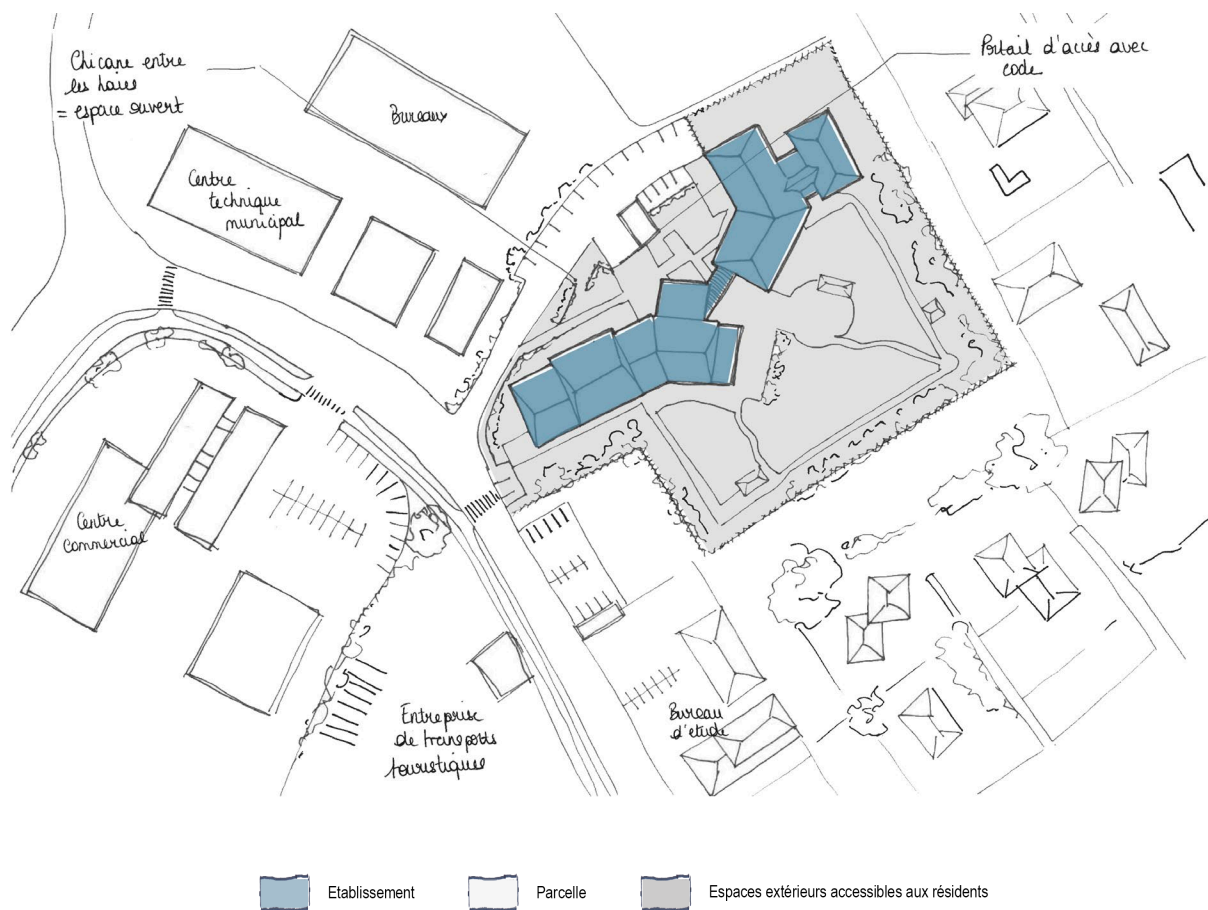 Chicane entre
les haies
= espace ouvert
Portail d'accès avec
code
Bureaux
Centre
technique
municipal
Centre
Commercial
Entreprise
de transports
touristiques
Bureau
d'etude
Etablissement
Parcelle
Espaces extérieurs accessibles aux résidents